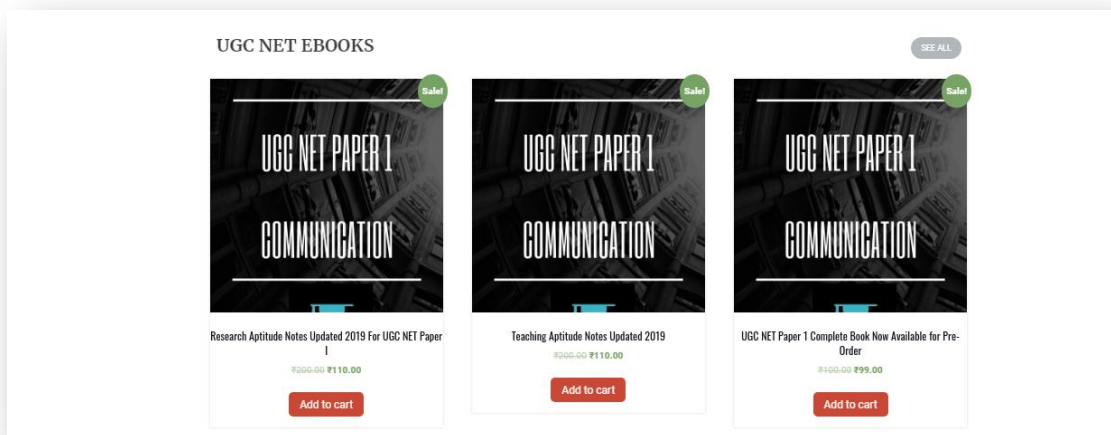 UGC NET EBOOKS
SEE ALL
Sale!
UGC NET PAPER 1
COMMUNICATION
Research Aptitude Notes Updated 2019 For UGC NET Paper
I
₹200.00 ₹110.00
Add to cart
Sale!
UGC NET PAPER 1
COMMUNICATION
Teaching Aptitude Notes Updated 2019
₹200.00 ₹110.00
Add to cart
Sale!
UGC NET PAPER 1
COMMUNICATION
UGC NET Paper 1 Complete Book Now Available for Pre-
Order
₹100.00 ₹99.00
Add to cart